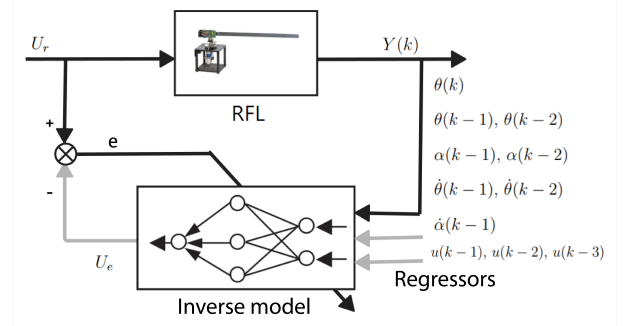 U_r
Y(k)
RFL
θ(k)
θ(k − 1), θ(k − 2)
α(k − 1), α(k − 2)
θ̇(k − 1), θ̇(k − 2)
α̇(k − 1)
u(k − 1), u(k − 2), u(k − 3)
Regressors
+
e
-
U_e
Inverse model